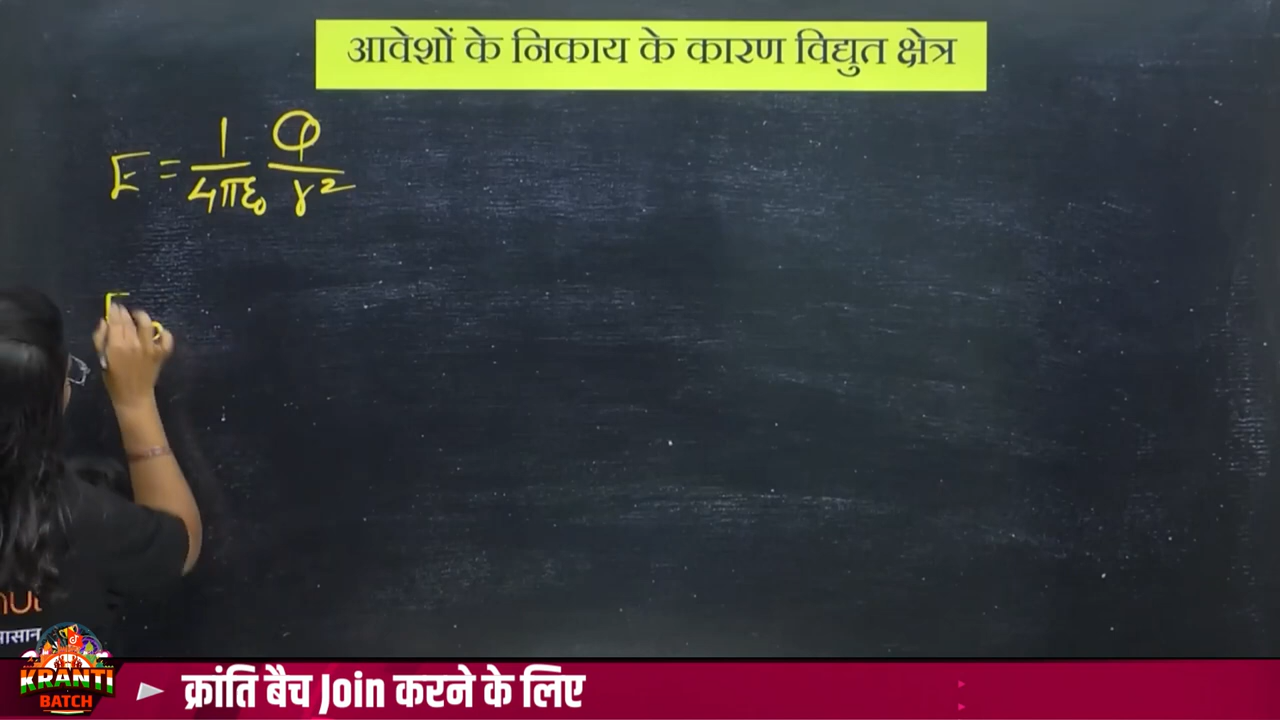 आवेशों के निकाय के कारण विद्युत क्षेत्र
E = 1/4πε₀ Q/r²
E
KRANTI
BATCH
क्रांति बैच Join करने के लिए